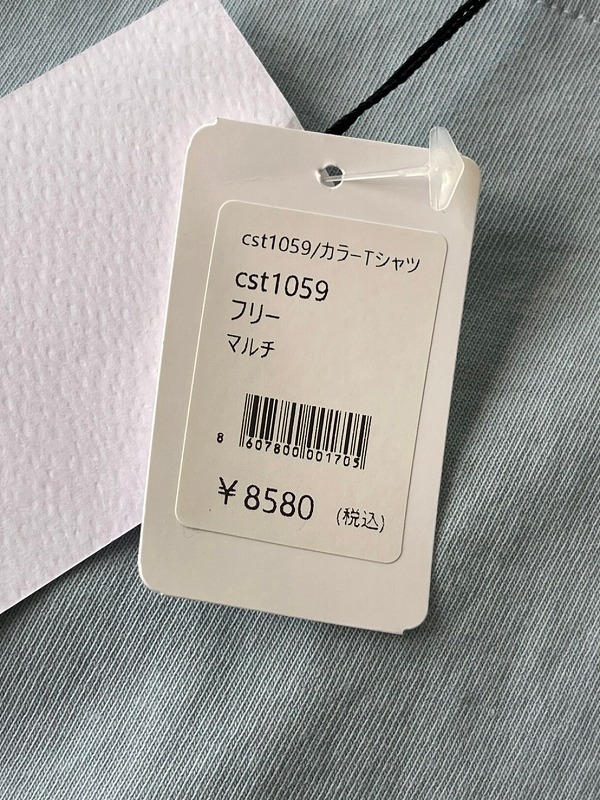 cst1059/カラーTシャツ
cst1059
フリー
マルチ
8 607800 001705
¥8580 (税込)